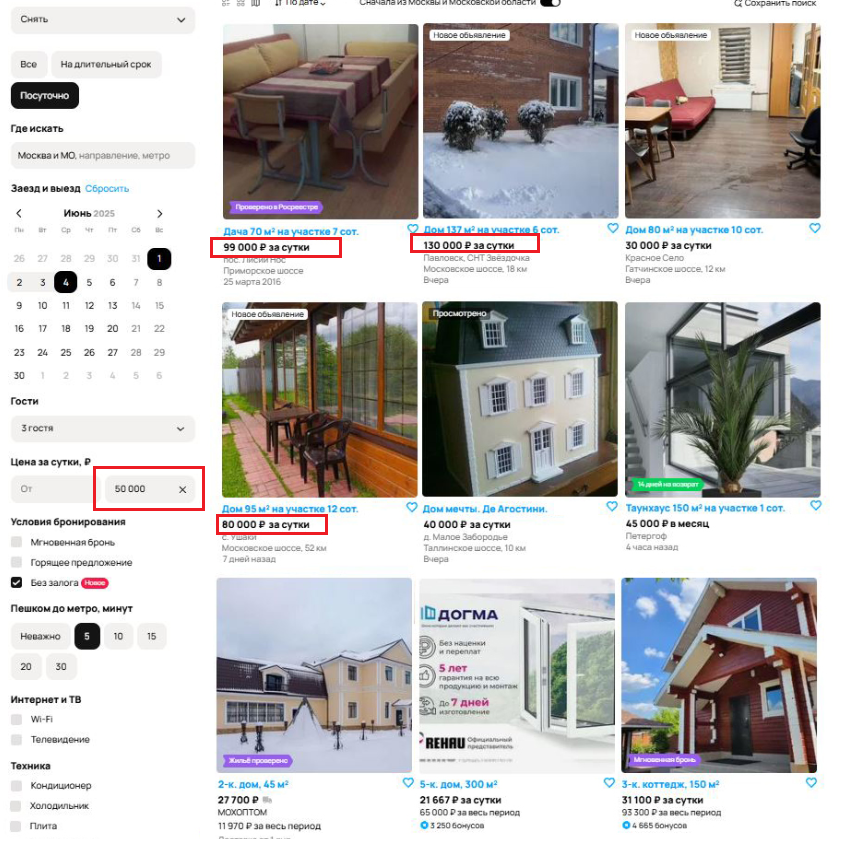 Снять
По дате
Сначала из Москвы и Московской области
Сохранить поиск
Все
На длительный срок
Посуточно
Где искать
Москва и МО, направление, метро
Заезд и выезд Сбросить
Июнь 2025
Пн Вт Ср Чт Пт Сб Вс
26 27 28 29 30 31 1
2 3 4 5 6 7 8
9 10 11 12 13 14 15
16 17 18 19 20 21 22
23 24 25 26 27 28 29
30 1 2 3 4 5 6
Гости
3 гостя
Цена за сутки, ₽
От
50 000
Условия бронирования
Мгновенная бронь
Горящее предложение
Без залога Новое
Пешком до метро, минут
Неважно 5 10 15
20 30
Интернет и ТВ
Wi-Fi
Телевидение
Техника
Кондиционер
Холодильник
Плита
Проверено в Росреестре
Дача 70 м² на участке 7 сот.
99 000 ₽ за сутки
пос. Лисий Нос
Приморское шоссе
25 марта 2016
Новое объявление
Дом 137 м² на участке 6 сот.
130 000 ₽ за сутки
Павловск, СНТ Звёздочка
Московское шоссе, 18 км
Вчера
Новое объявление
Дом 80 м² на участке 10 сот.
30 000 ₽ за сутки
Красное Село
Гатчинское шоссе, 12 км
Вчера
Новое объявление
Дом 95 м² на участке 12 сот.
80 000 ₽ за сутки
с. Ушаки
Московское шоссе, 52 км
7 дней назад
Просмотрено
Дом мечты. Де Агостини.
40 000 ₽ за сутки
д. Малое Забородье
Таллинское шоссе, 10 км
Вчера
14 дней на возврат
Таунхаус 150 м² на участке 1 сот.
45 000 ₽ в месяц
Петергоф
4 часа назад
Жильё проверенс
2-к. дом, 45 м²
27 700 ₽
МОХОПТОМ
11 970 ₽ за весь период
ДОГМА
Без наценки
и переплат
5 лет
гарантия на всю
продукцию и монтаж
До 7 дней
изготовление
REHAU
Официальный
представитель
5-к. дом, 300 м²
21 667 ₽ за сутки
65 000 ₽ за весь период
3 250 бонусов
Мгновенная бронь
3-к. коттедж, 150 м²
31 100 ₽ за сутки
93 300 ₽ за весь период
4 665 бонусов